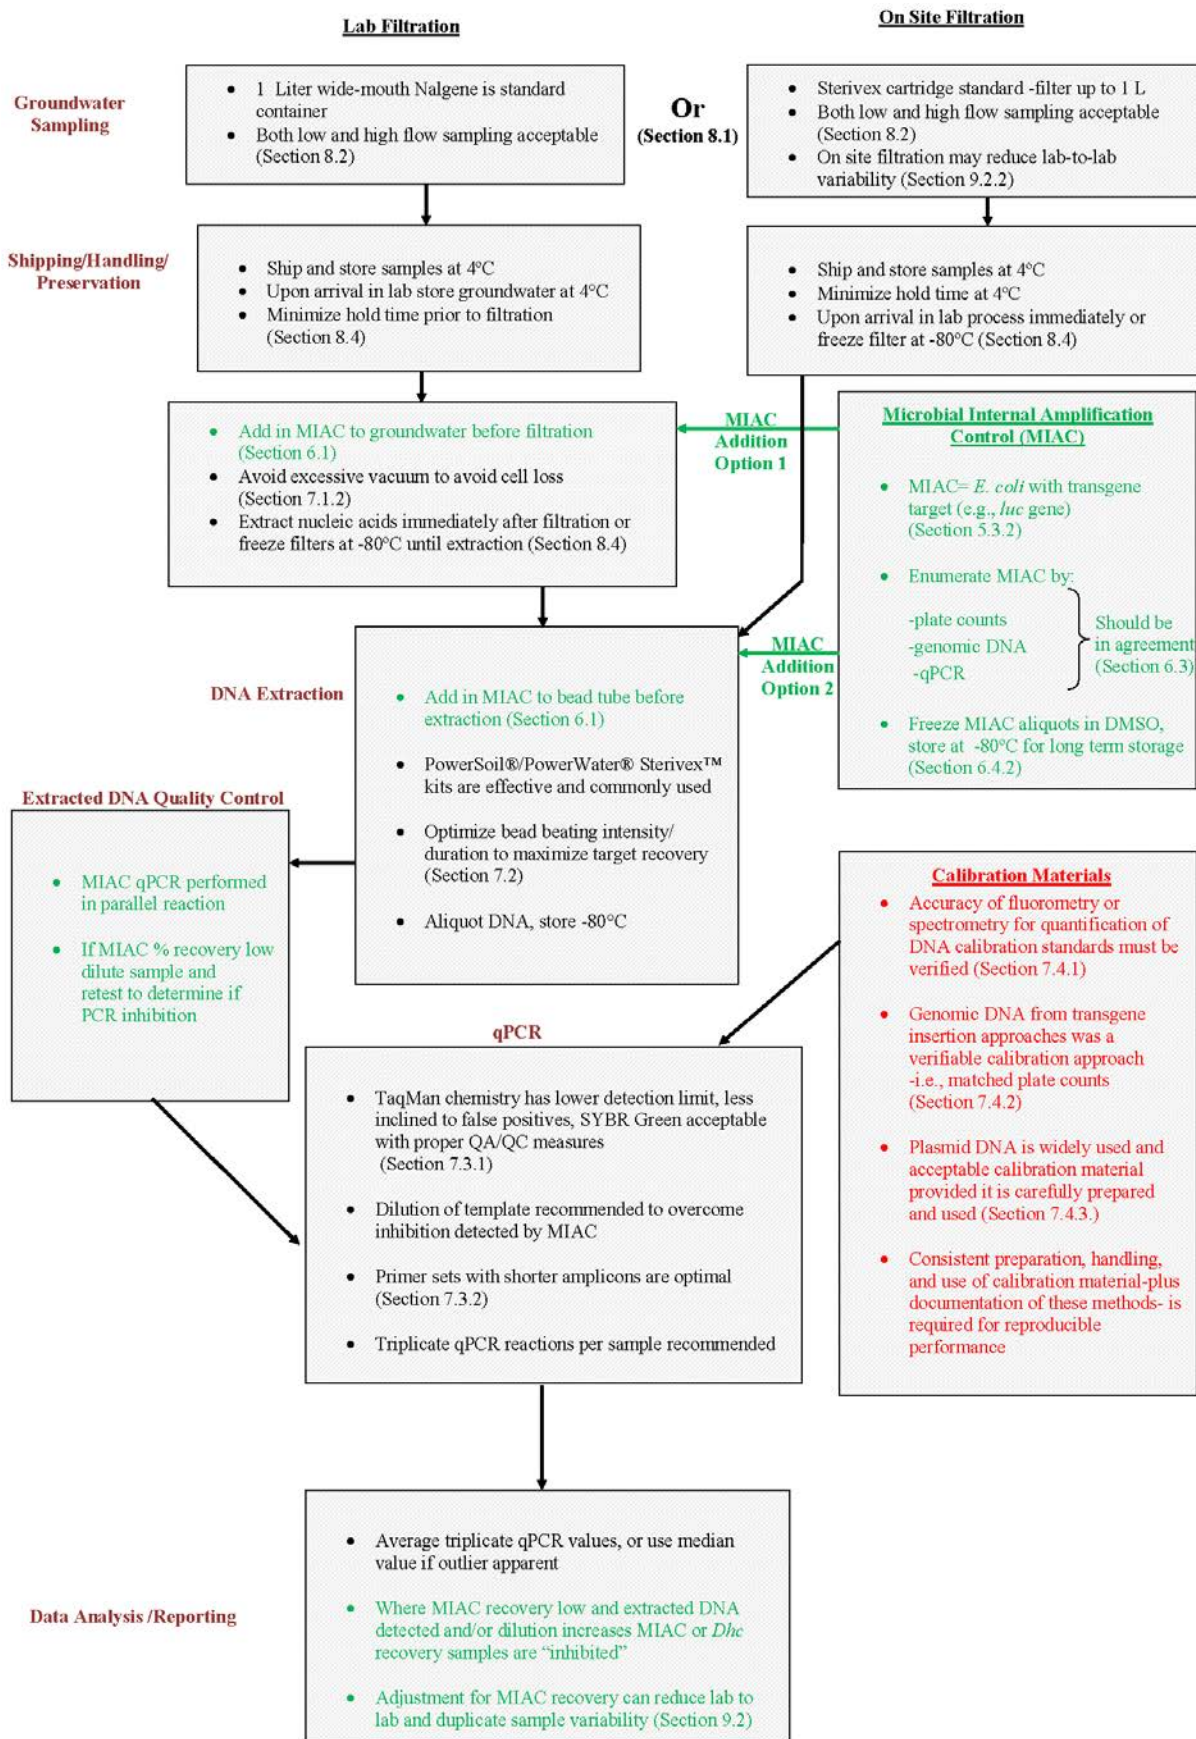 Lab Filtration
On Site Filtration
Groundwater
Sampling
• 1 Liter wide-mouth Nalgene is standard
container
• Both low and high flow sampling acceptable
(Section 8.2)
Or
(Section 8.1)
• Sterivex cartridge standard -filter up to 1 L
• Both low and high flow sampling acceptable
(Section 8.2)
• On site filtration may reduce lab-to-lab
variability (Section 9.2.2)
Shipping/Handling/
Preservation
• Ship and store samples at 4°C
• Upon arrival in lab store groundwater at 4°C
• Minimize hold time prior to filtration
(Section 8.4)
• Ship and store samples at 4°C
• Minimize hold time at 4°C
• Upon arrival in lab process immediately or
freeze filter at -80°C (Section 8.4)
• Add in MIAC to groundwater before filtration
(Section 6.1)
• Avoid excessive vacuum to avoid cell loss
(Section 7.1.2)
• Extract nucleic acids immediately after filtration or
freeze filters at -80°C until extraction (Section 8.4)
MIAC
Addition
Option 1
Microbial Internal Amplification
Control (MIAC)
• MIAC= E. coli with transgene
target (e.g., luc gene)
(Section 5.3.2)
• Enumerate MIAC by:
-plate counts
-genomic DNA
-qPCR
Should be
in agreement
(Section 6.3)
• Freeze MIAC aliquots in DMSO,
store at -80°C for long term storage
(Section 6.4.2)
MIAC
Addition
Option 2
DNA Extraction
• Add in MIAC to bead tube before
extraction (Section 6.1)
• PowerSoil®/PowerWater® Sterivex™
kits are effective and commonly used
• Optimize bead beating intensity/
duration to maximize target recovery
(Section 7.2)
• Aliquot DNA, store -80°C
Extracted DNA Quality Control
• MIAC qPCR performed
in parallel reaction
• If MIAC % recovery low
dilute sample and
retest to determine if
PCR inhibition
Calibration Materials
• Accuracy of fluorometry or
spectrometry for quantification of
DNA calibration standards must be
verified (Section 7.4.1)
• Genomic DNA from transgene
insertion approaches was a
verifiable calibration approach
-i.e., matched plate counts
(Section 7.4.2)
• Plasmid DNA is widely used and
acceptable calibration material
provided it is carefully prepared
and used (Section 7.4.3.)
• Consistent preparation, handling,
and use of calibration material-plus
documentation of these methods- is
required for reproducible
performance
qPCR
• TaqMan chemistry has lower detection limit, less
inclined to false positives, SYBR Green acceptable
with proper QA/QC measures
(Section 7.3.1)
• Dilution of template recommended to overcome
inhibition detected by MIAC
• Primer sets with shorter amplicons are optimal
(Section 7.3.2)
• Triplicate qPCR reactions per sample recommended
Data Analysis /Reporting
• Average triplicate qPCR values, or use median
value if outlier apparent
• Where MIAC recovery low and extracted DNA
detected and/or dilution increases MIAC or Dhc
recovery samples are “inhibited”
• Adjustment for MIAC recovery can reduce lab to
lab and duplicate sample variability (Section 9.2)